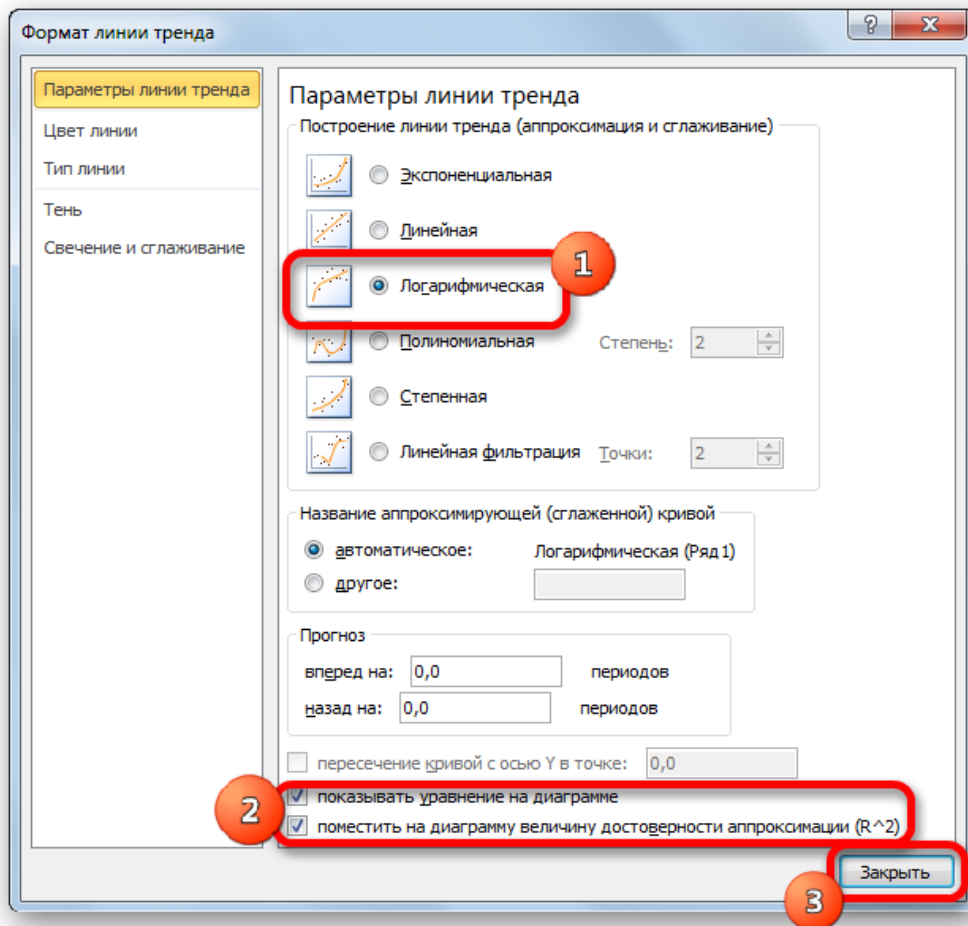 Формат линии тренда
Параметры линии тренда
Цвет линии
Тип линии
Тень
Свечение и сглаживание
Параметры линии тренда
Построение линии тренда (аппроксимация и сглаживание)
Экспоненциальная
Линейная
1
Логарифмическая
Полиномиальная Степень: 2
Степенная
Линейная фильтрация Точки: 2
Название аппроксимирующей (сглаженной) кривой
автоматическое: Логарифмическая (Ряд1)
другое:
Прогноз
вперед на: 0,0 периодов
назад на: 0,0 периодов
пересечение кривой с осью Y в точке: 0,0
2
показывать уравнение на диаграмме
поместить на диаграмму величину достоверности аппроксимации (R^2)
Закрыть
3